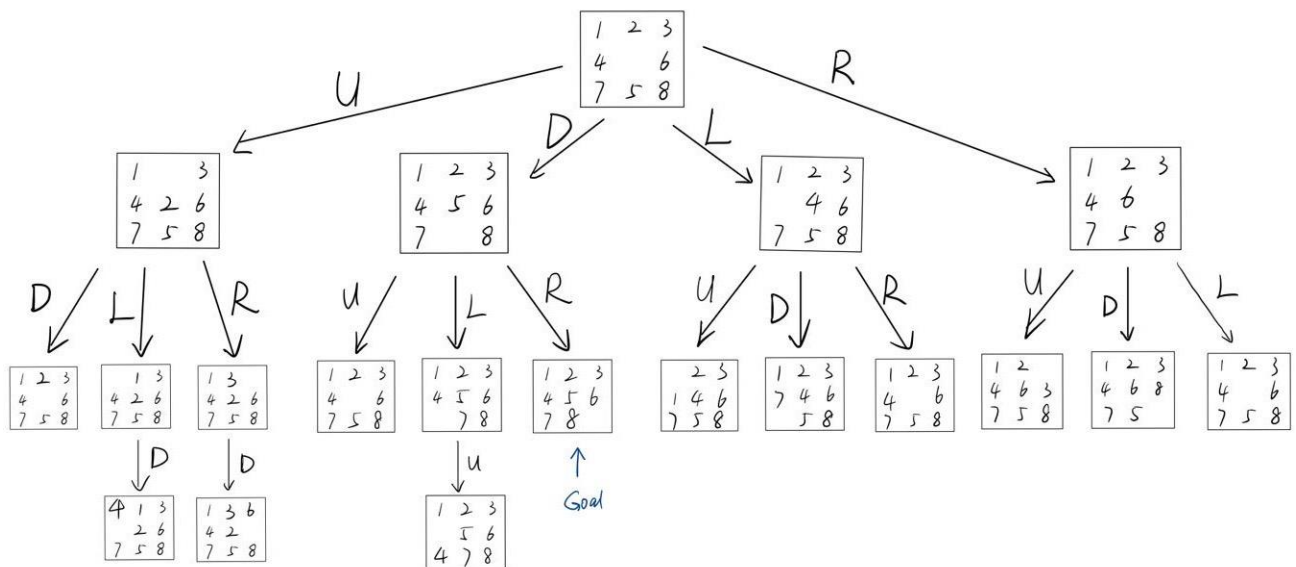 1 2 3
4 6
7 5 8
U
D
L
R
1 3
4 2 6
7 5 8
1 2 3
4 5 6
7 8
1 2 3
4 6
7 5 8
1 2 3
4 6
7 5 8
D
L
R
U
L
R
U
D
R
U
D
L
1 2 3
4 6
7 5 8
1 3
4 2 6
7 5 8
1 3
4 2 6
7 5 8
1 2 3
4 6
7 5 8
1 2 3
4 5 6
7 8
1 2 3
4 5 6
7 8
2 3
1 4 6
7 5 8
1 2 3
7 4 6
5 8
1 2 3
4 6
7 5 8
1 2
4 6 3
7 5 8
1 2 3
4 6 8
7 5
1 2 3
4 6
7 5 8
D
D
U
Goal
4 1 3
2 6
7 5 8
1 3 6
4 2
7 5 8
1 2 3
5 6
4 7 8